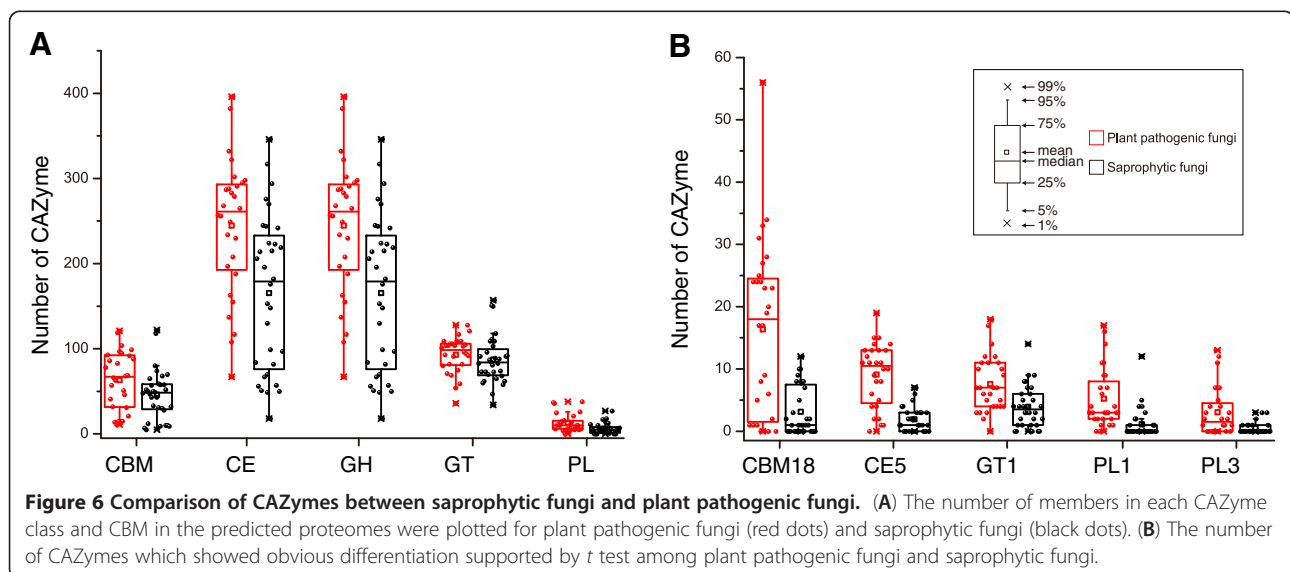 A
B
Number of CAZyme
400
300
200
100
0
CBM CE GH GT PL
Number of CAZyme
60
50
40
30
20
10
0
CBM18 CE5 GT1 PL1 PL3
99%
95%
75%
mean
median
25%
5%
1%
Plant pathogenic fungi
Saprophytic fungi
Figure 6 Comparison of CAZymes between saprophytic fungi and plant pathogenic fungi. (A) The number of members in each CAZyme
class and CBM in the predicted proteomes were plotted for plant pathogenic fungi (red dots) and saprophytic fungi (black dots). (B) The number
of CAZymes which showed obvious differentiation supported by t test among plant pathogenic fungi and saprophytic fungi.